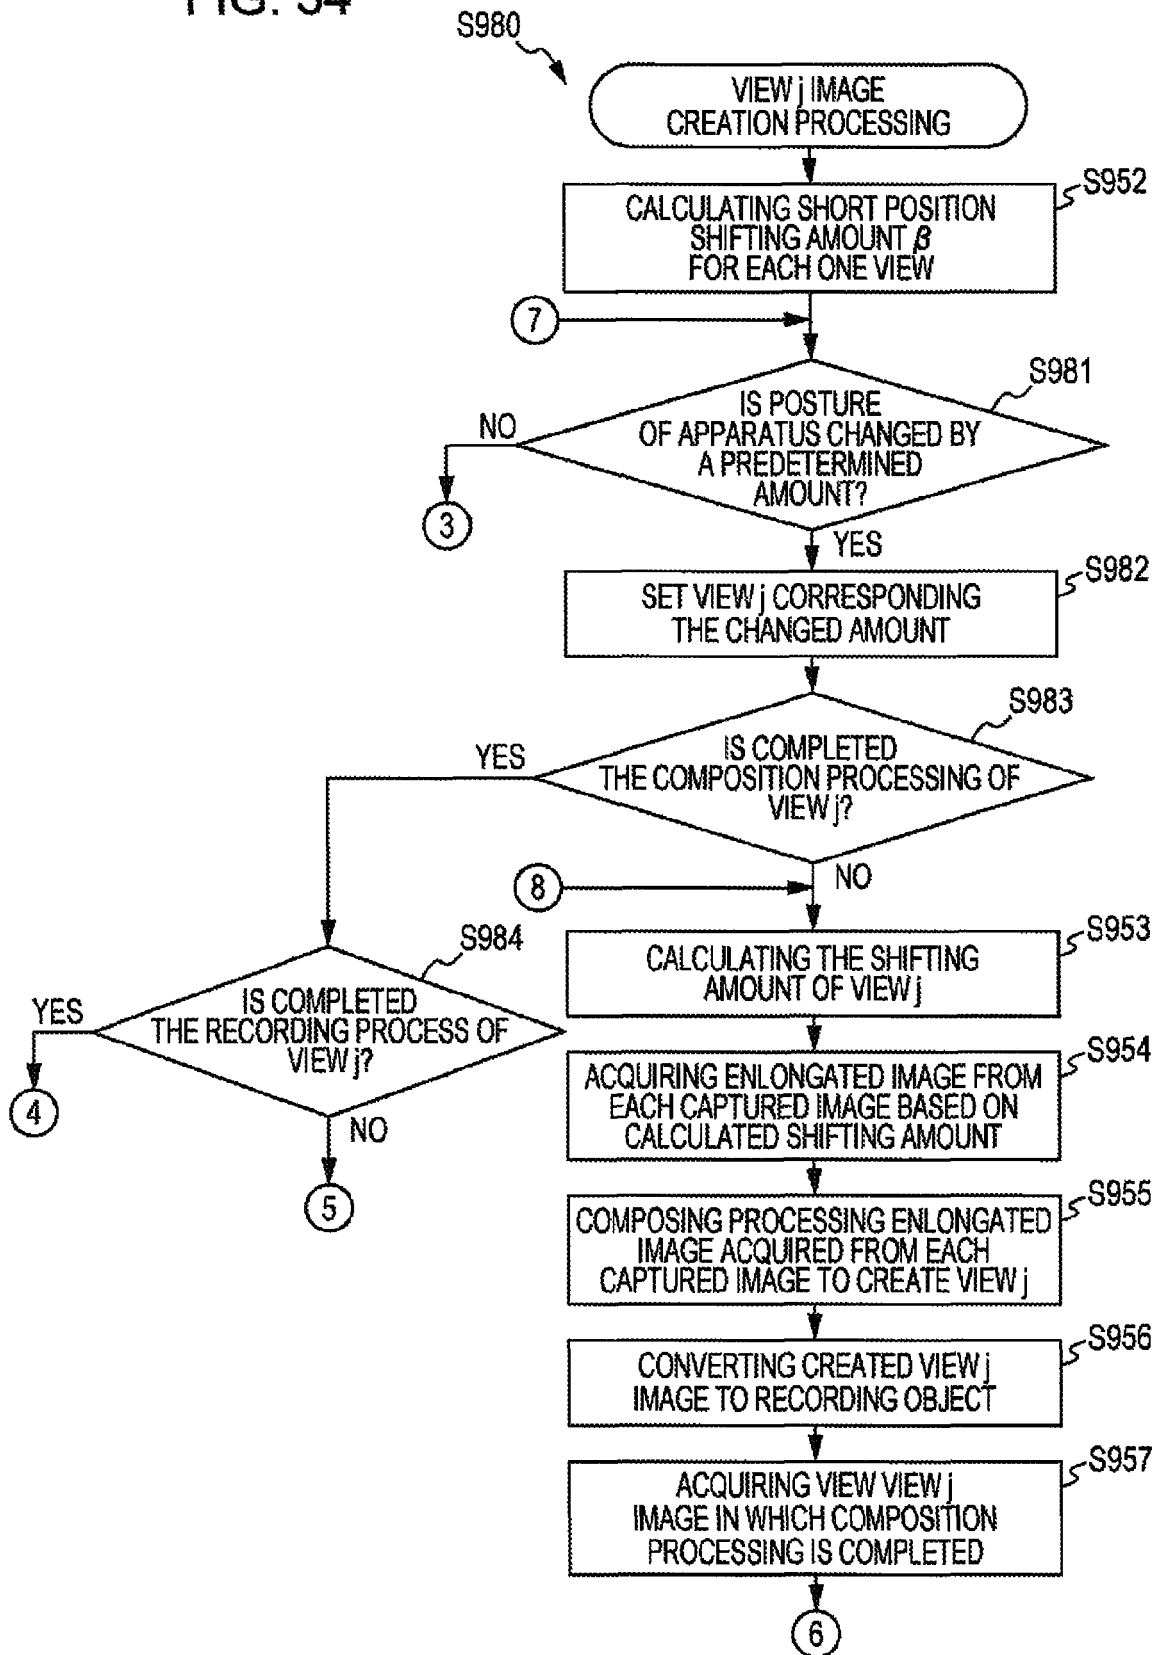 FIG. 34
S980
VIEW j IMAGE
CREATION PROCESSING
S952
CALCULATING SHORT POSITION
SHIFTING AMOUNT β
FOR EACH ONE VIEW
7
S981
IS POSTURE
OF APPARATUS CHANGED BY
A PREDETERMINED
AMOUNT?
NO
3
YES
S982
SET VIEW j CORRESPONDING
THE CHANGED AMOUNT
S983
IS COMPLETED
THE COMPOSITION PROCESSING OF
VIEW j?
YES
NO
8
S984
IS COMPLETED
THE RECORDING PROCESS OF
VIEW j?
YES
4
NO
5
S953
CALCULATING THE SHIFTING
AMOUNT OF VIEW j
S954
ACQUIRING ENLONGATED IMAGE FROM
EACH CAPTURED IMAGE BASED ON
CALCULATED SHIFTING AMOUNT
S955
COMPOSING PROCESSING ENLONGATED
IMAGE ACQUIRED FROM EACH
CAPTURED IMAGE TO CREATE VIEW j
S956
CONVERTING CREATED VIEW j
IMAGE TO RECORDING OBJECT
S957
ACQUIRING VIEW VIEW j
IMAGE IN WHICH COMPOSITION
PROCESSING IS COMPLETED
6